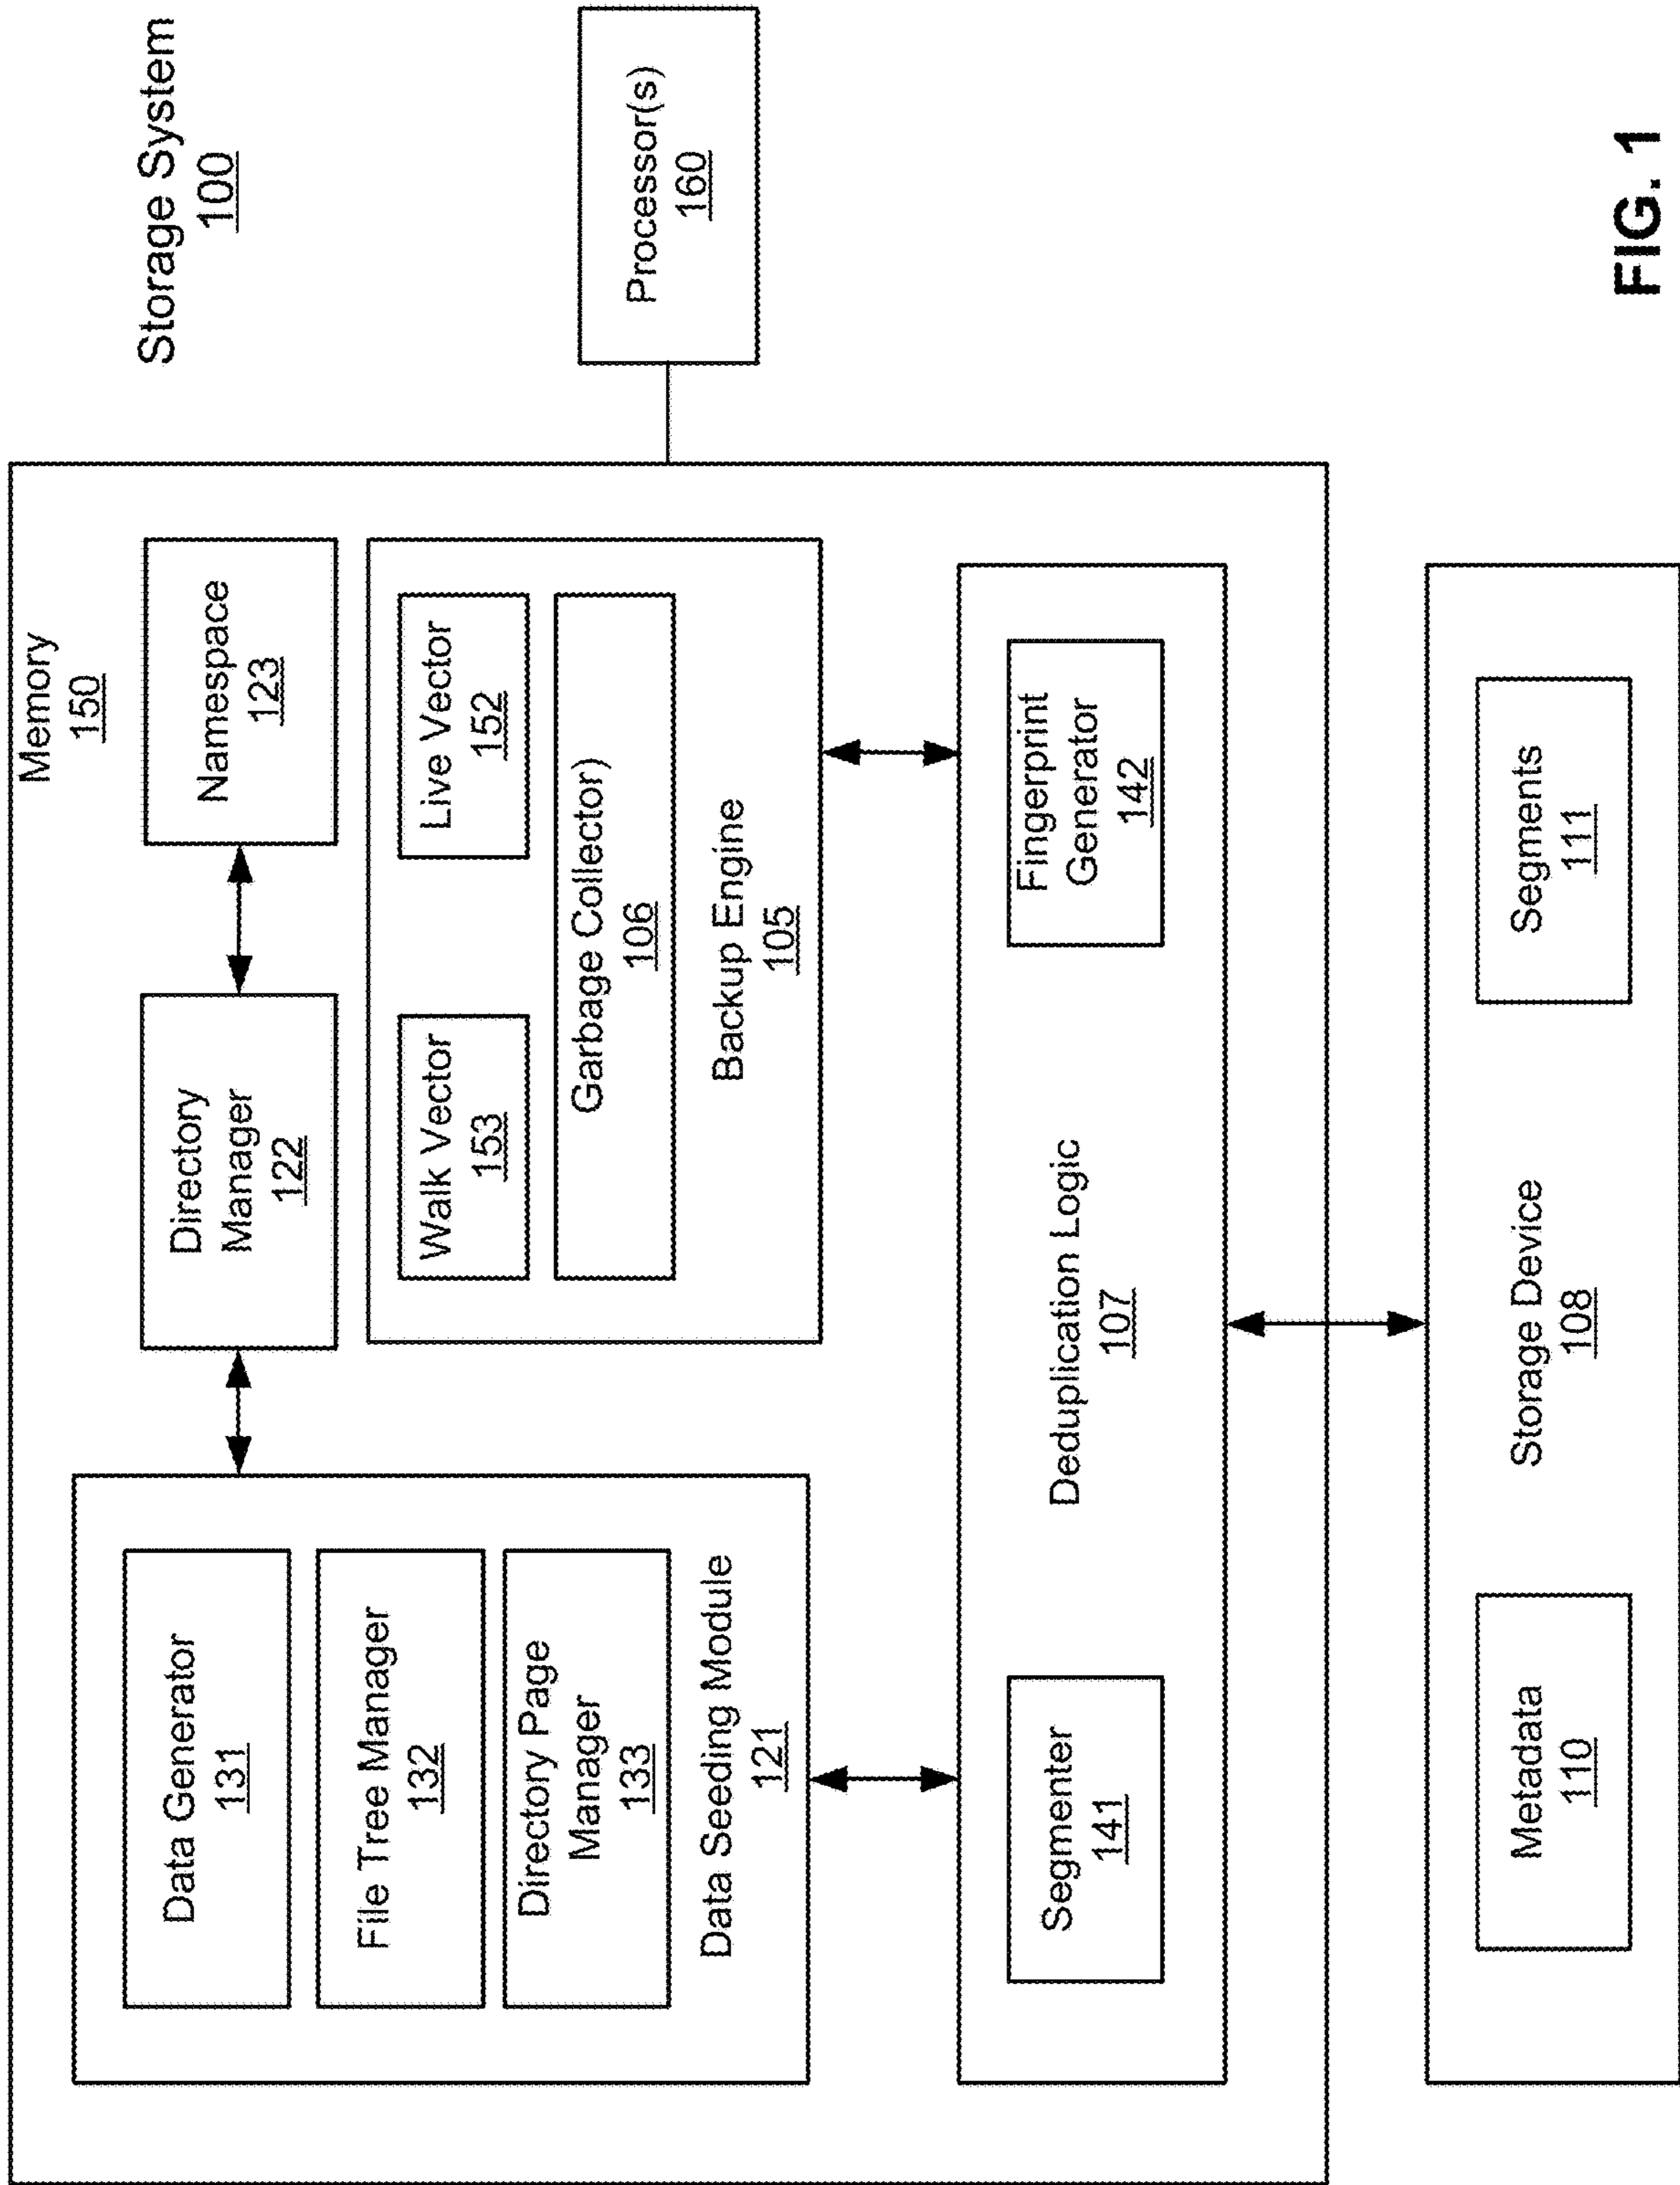 Storage System
100
Memory
150
Data Generator
131
File Tree Manager
132
Directory Page
Manager
133
Data Seeding Module
121
Directory
Manager
122
Namespace
123
Walk Vector
153
Live Vector
152
Garbage Collector)
106
Backup Engine
105
Processor(s)
160
Segmenter
141
Deduplication Logic
107
Fingerprint
Generator
142
Metadata
110
Storage Device
108
Segments
111
FIG. 1